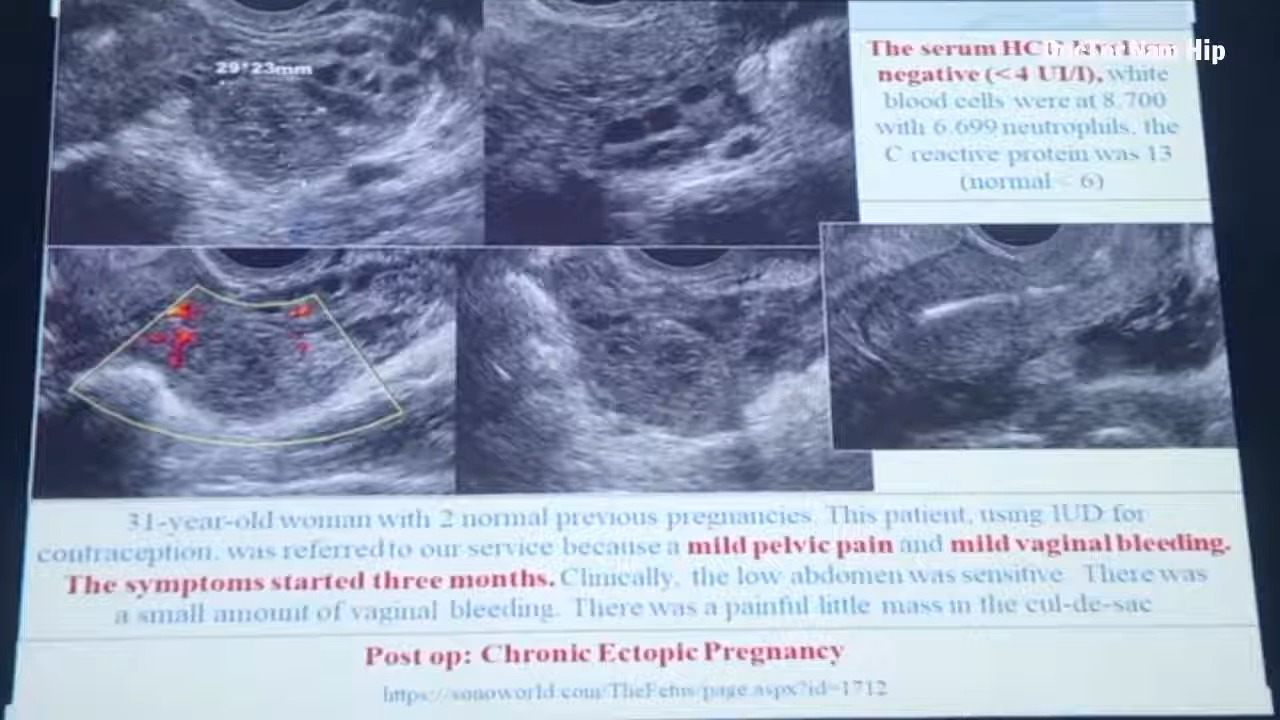 29*23mm
The serum HCG
Hip
negative (<4 UI/l), white
blood cells were at 8.700
with 6.699 neutrophils, the
C reactive protein was 13
(normal < 6)
31-year-old woman with 2 normal previous pregnancies. This patient, using IUD for
contraception, was referred to our service because a mild pelvic pain and mild vaginal bleeding.
The symptoms started three months. Clinically, the low abdomen was sensitive. There was
a small amount of vaginal bleeding. There was a painful little mass in the cul-de-sac
Post op: Chronic Ectopic Pregnancy
https://sonoworld.com/TheFetus/page.aspx?id=1712